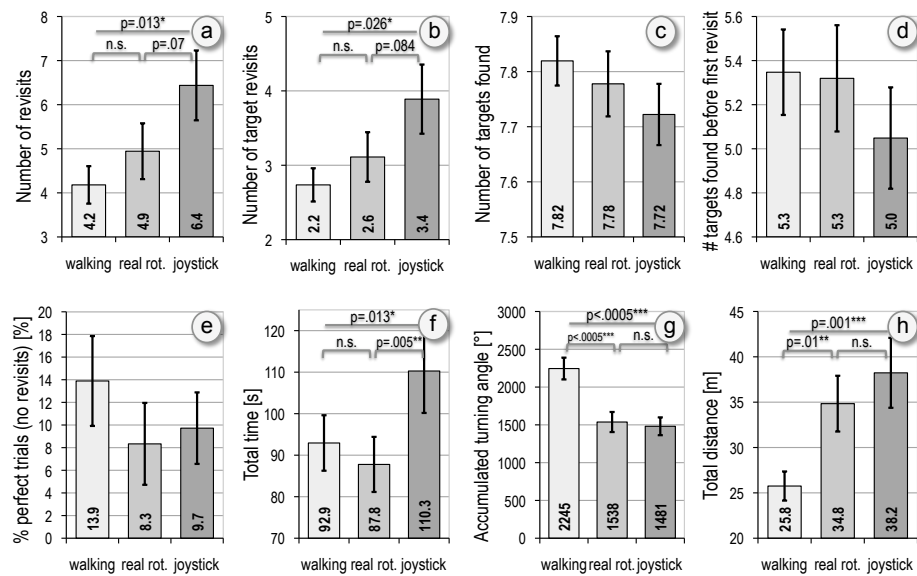 a
Number of revisits
8
7
6
5
4
3
p=.013*
n.s.
p=.07
4.2
4.9
6.4
walking real rot. joystick
b
Number of target revisits
5
4
3
2
p=.026*
n.s.
p=.084
2.2
2.6
3.4
walking real rot. joystick
c
Number of targets found
7.9
7.8
7.7
7.6
7.5
7.82
7.78
7.72
walking real rot. joystick
d
# targets found before first revisit
5.8
5.6
5.4
5.2
5.0
4.8
4.6
5.3
5.3
5.0
walking real rot. joystick
e
% perfect trials (no revisits) [%]
20
18
16
14
12
10
8
6
4
2
0
13.9
8.3
9.7
walking real rot. joystick
f
Total time [s]
120
110
100
90
80
70
p=.013*
n.s.
p=.005**
92.9
87.8
110.3
walking real rot. joystick
g
Accumulated turning angle [°]
3000
2500
2000
1500
1000
500
0
p<.0005***
p<.0005***
n.s.
2245
1538
1481
walking real rot. joystick
h
Total distance [m]
45
40
35
30
25
20
p=.001***
p=.01**
n.s.
25.8
34.8
38.2
walking real rot. joystick